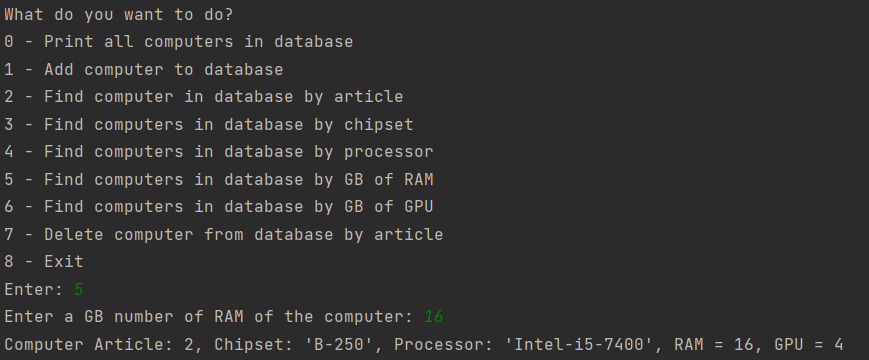 What do you want to do?
0 - Print all computers in database
1 - Add computer to database
2 - Find computer in database by article
3 - Find computers in database by chipset
4 - Find computers in database by processor
5 - Find computers in database by GB of RAM
6 - Find computers in database by GB of GPU
7 - Delete computer from database by article
8 - Exit
Enter: 5
Enter a GB number of RAM of the computer: 16
Computer Article: 2, Chipset: 'B-250', Processor: 'Intel-i5-7400', RAM = 16, GPU = 4